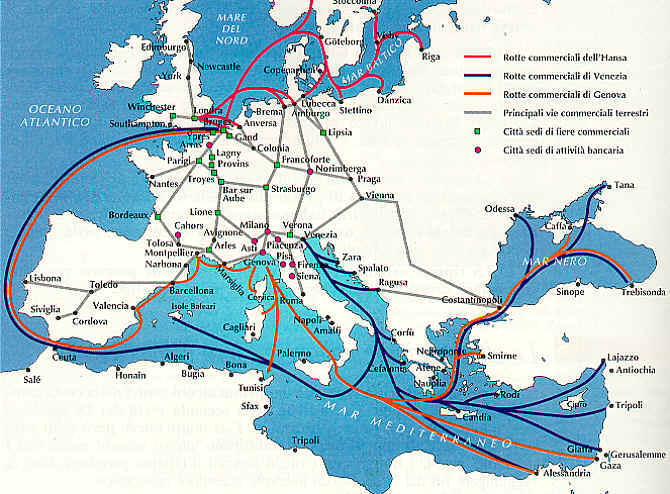 Stoccolma
MARE
DEL
NORD
Göteborg
Visby
MAR BALTICO
Riga
Edimburgo
Newcastle
Copenaghen
York
Danzica
Lubecca
Amburgo
Stettino
Brema
OCEANO
ATLANTICO
Winchester
Londra
Southampton
Bruges
Anversa
Ypres
Gand
Lipsia
Arras
Colonia
Lagny
Parigi
Provins
Francoforte
Norimberga
Troyes
Praga
Nantes
Bar sur
Aube
Strasburgo
Vienna
Bordeaux
Lione
Milano
Verona
Venezia
Cahors
Avignone
Asti
Piacenza
Tolosa
Arles
Genova
Pisa
Firenze
Zara
Montpellier
Narbona
Marsiglia
Siena
Spalato
Ragusa
Lisbona
Toledo
Barcellona
Corsica
Roma
Costantinopoli
Siviglia
Cordova
Valencia
Isole Baleari
Cagliari
Napoli
Amalfi
Corfù
Ceuta
Salé
Honaïn
Algeri
Bugia
Bona
Tunisi
Palermo
Cefalonia
Negroponte
Atene
Nauplia
Smirne
Sfax
Tripoli
MAR MEDITERRANEO
Candia
Rodi
Cipro
Lajazzo
Antiochia
Tripoli
Giaffa
Gerusalemme
Gaza
Alessandria
Tana
Odessa
Caffa
MAR NERO
Sinope
Trebisonda
Rotte commerciali dell'Hansa
Rotte commerciali di Venezia
Rotte commerciali di Genova
Principali vie commerciali terrestri
Città sedi di fiere commerciali
Città sedi di attività bancaria